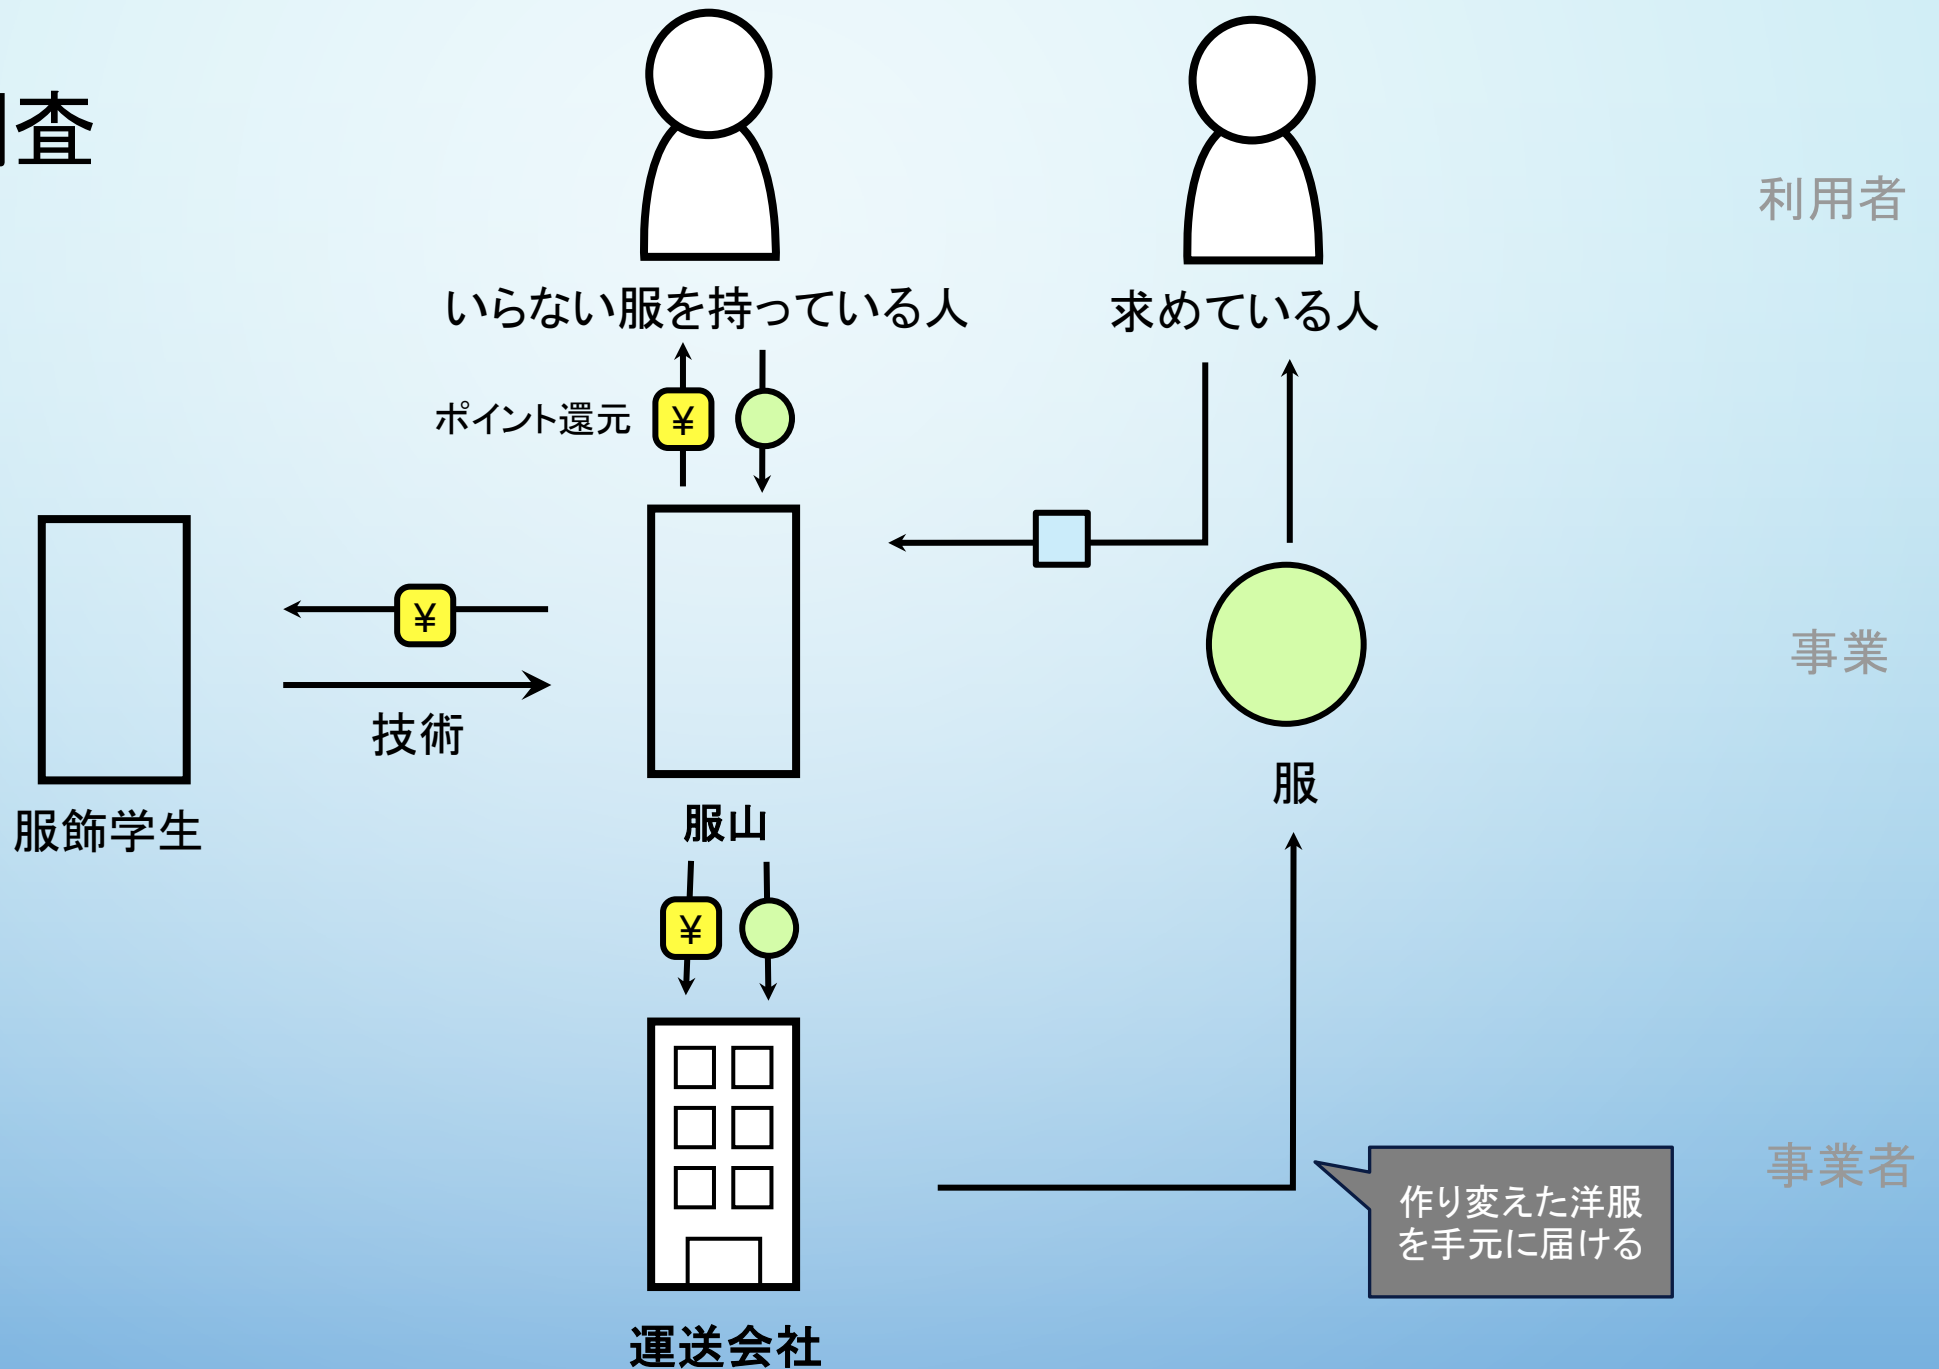 査
利用者
いらない服を持っている人
求めている人
ポイント還元
¥
¥
技術
事業
服飾学生
服山
服
¥
事業者
作り変えた洋服
を手元に届ける
運送会社